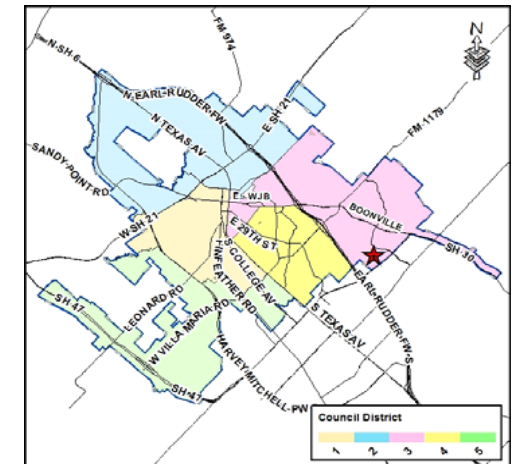 N-SH-6
FM 974
N
N-EARL-RUDDER-FW
E SH 21
N TEXAS AV
FM-1179
SANDY-POINT-RD
E - WJB
BOONVILLE
W-SH 21
E 29TH ST
SH-30
S-COLLEGE-AV
FINFEATHER RD
SH-47
LEONARD RD
W VILLA MARIA-RD
S TEXAS AV
EARL-RUDDER-FW-S
HARVEY-MITCHELL-PW
SH-47
Council District
1 2 3 4 5